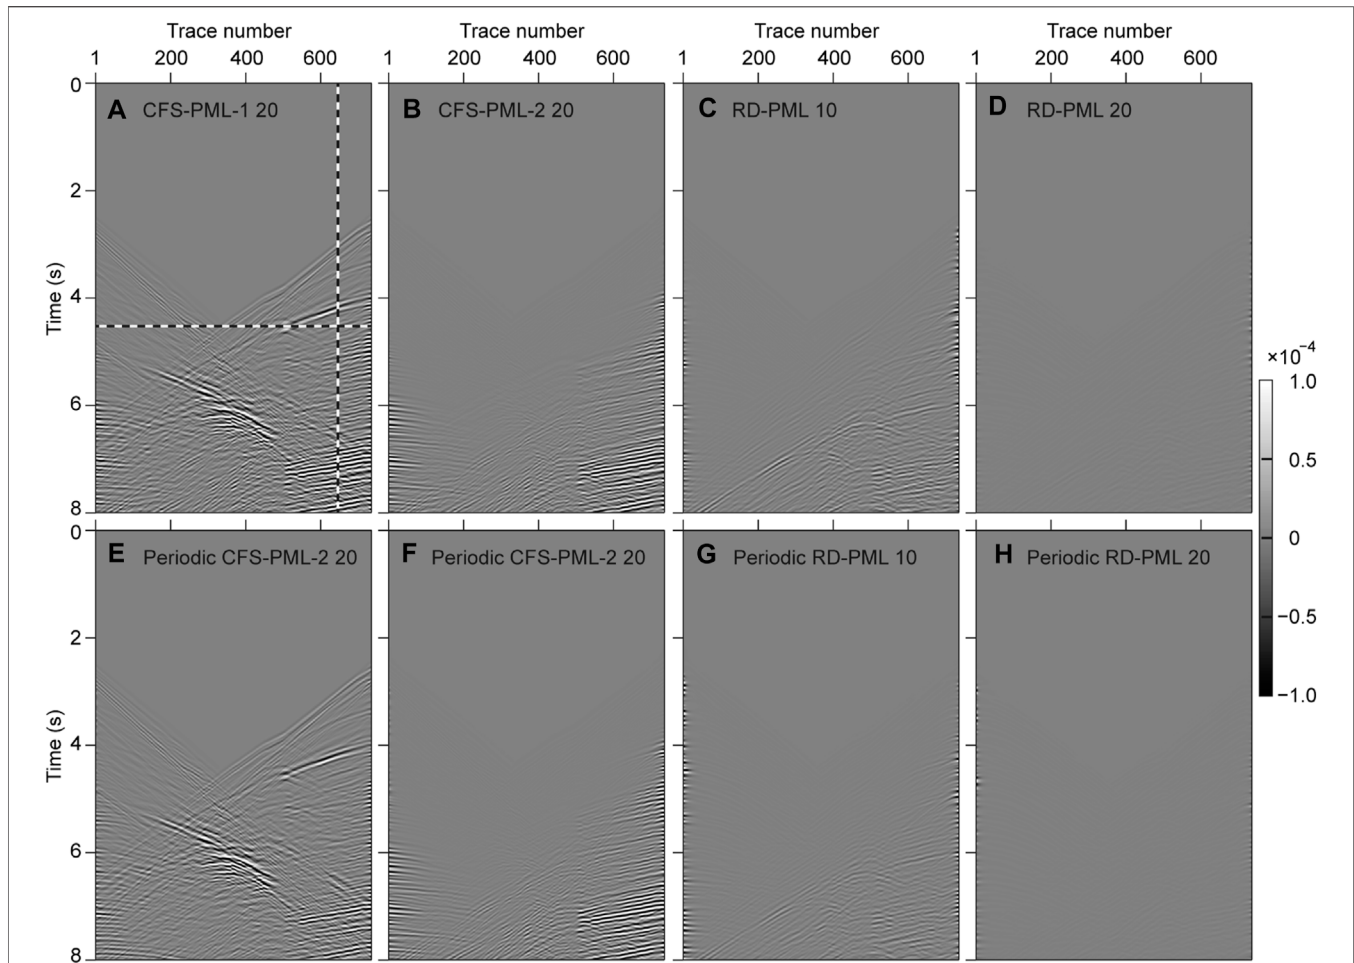 Trace number Trace number Trace number Trace number
1 200 400 600 200 400 600 1 200 400 600 1 200 400 600
0
A CFS-PML-1 20 B CFS-PML-2 20 C RD-PML 10 D RD-PML 20
2
Time (s)
4
6
8
×10⁻⁴
1.0
0.5
0
−0.5
−1.0
0
E Periodic CFS-PML-2 20 F Periodic CFS-PML-2 20 G Periodic RD-PML 10 H Periodic RD-PML 20
2
Time (s)
4
6
8